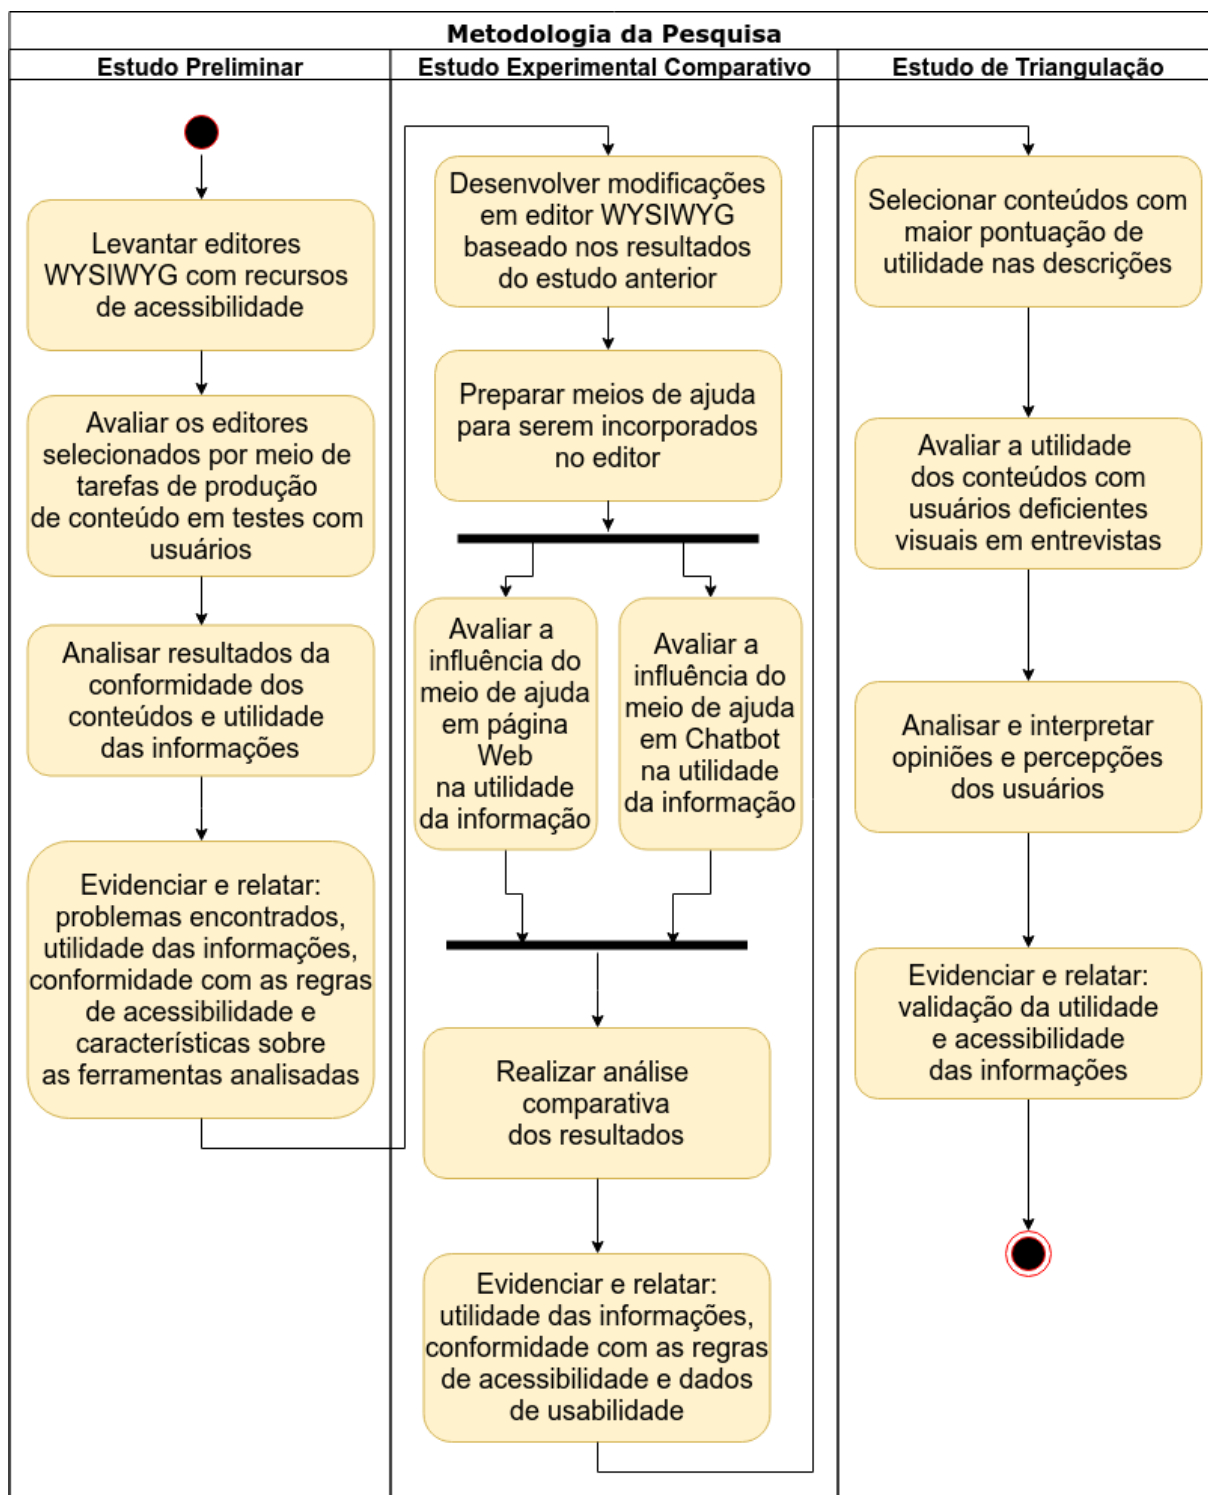 Metodologia da Pesquisa
Estudo Preliminar
Estudo Experimental Comparativo
Estudo de Triangulação
Levantar editores
WYSIWYG com recursos
de acessibilidade
Avaliar os editores
selecionados por meio de
tarefas de produção
de conteúdo em testes com
usuários
Analisar resultados da
conformidade dos
conteúdos e utilidade
das informações
Evidenciar e relatar:
problemas encontrados,
utilidade das informações,
conformidade com as regras
de acessibilidade e
características sobre
as ferramentas analisadas
Desenvolver modificações
em editor WYSIWYG
baseado nos resultados
do estudo anterior
Preparar meios de ajuda
para serem incorporados
no editor
Avaliar a
influência do
meio de ajuda
em página
Web
na utilidade
da informação
Avaliar a
influência do
meio de ajuda
em Chatbot
na utilidade
da informação
Realizar análise
comparativa
dos resultados
Evidenciar e relatar:
utilidade das informações,
conformidade com as regras
de acessibilidade e dados
de usabilidade
Selecionar conteúdos com
maior pontuação de
utilidade nas descrições
Avaliar a utilidade
dos conteúdos com
usuários deficientes
visuais em entrevistas
Analisar e interpretar
opiniões e percepções
dos usuários
Evidenciar e relatar:
validação da utilidade
e acessibilidade
das informações